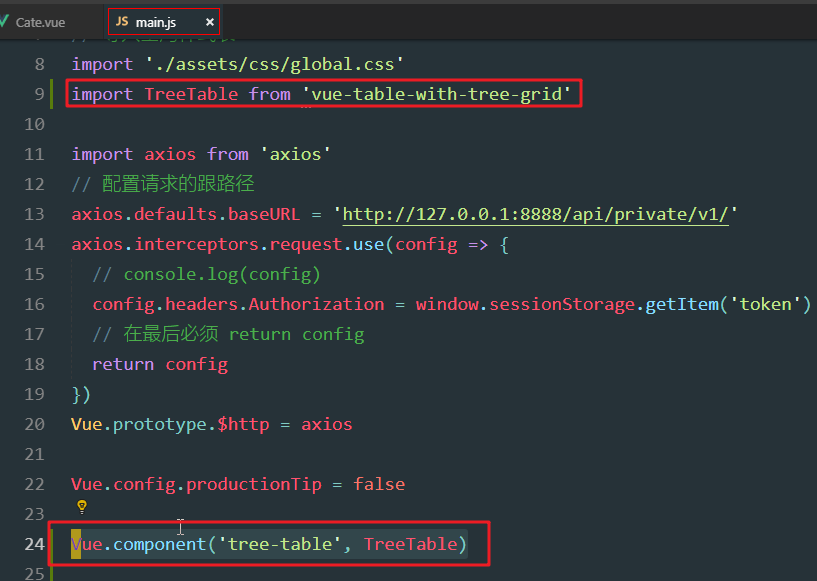 Cate.vue JS main.js ×
8 import './assets/css/global.css'
9 import TreeTable from 'vue-table-with-tree-grid'
10
11 import axios from 'axios'
12 // 配置请求的跟路径
13 axios.defaults.baseURL = 'http://127.0.0.1:8888/api/private/v1/'
14 axios.interceptors.request.use(config => {
15 // console.log(config)
16 config.headers.Authorization = window.sessionStorage.getItem('token')
17 // 在最后必须 return config
18 return config
19 })
20 Vue.prototype.$http = axios
21
22 Vue.config.productionTip = false
23
24 Vue.component('tree-table', TreeTable)
25